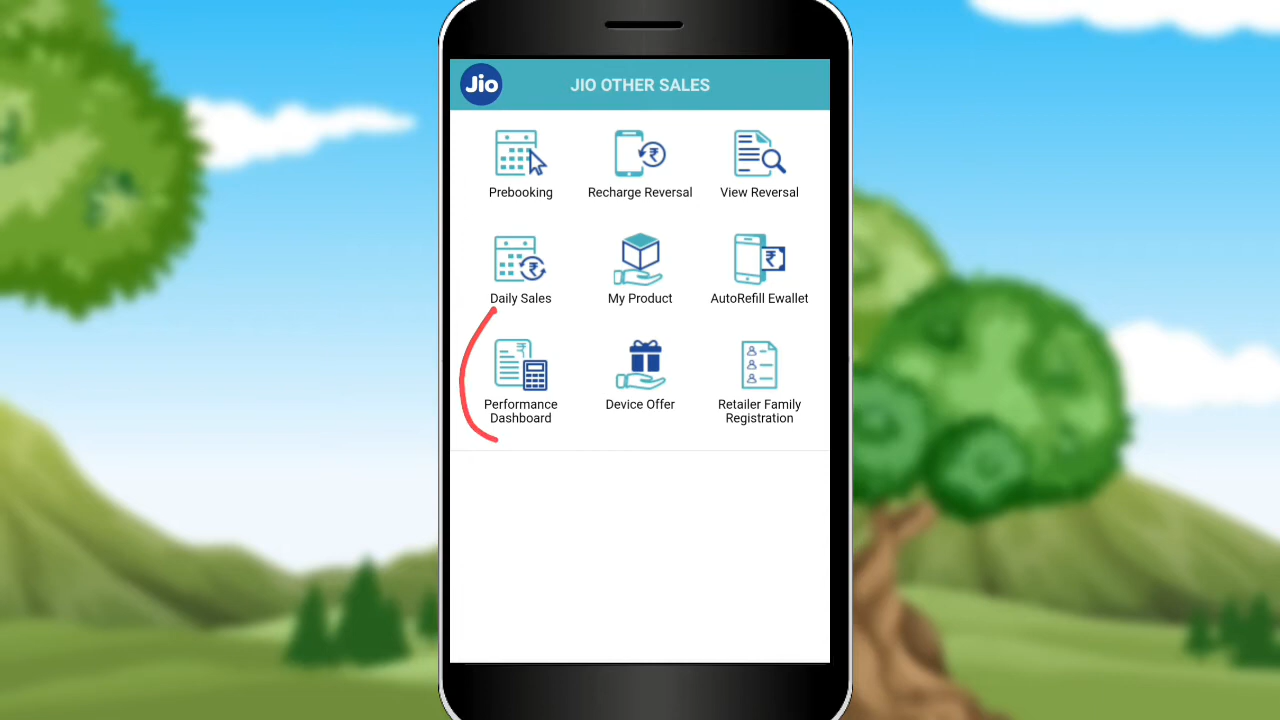 Jio
JIO OTHER SALES
Prebooking
Recharge Reversal
View Reversal
Daily Sales
My Product
AutoRefill Ewallet
Performance
Dashboard
Device Offer
Retailer Family
Registration